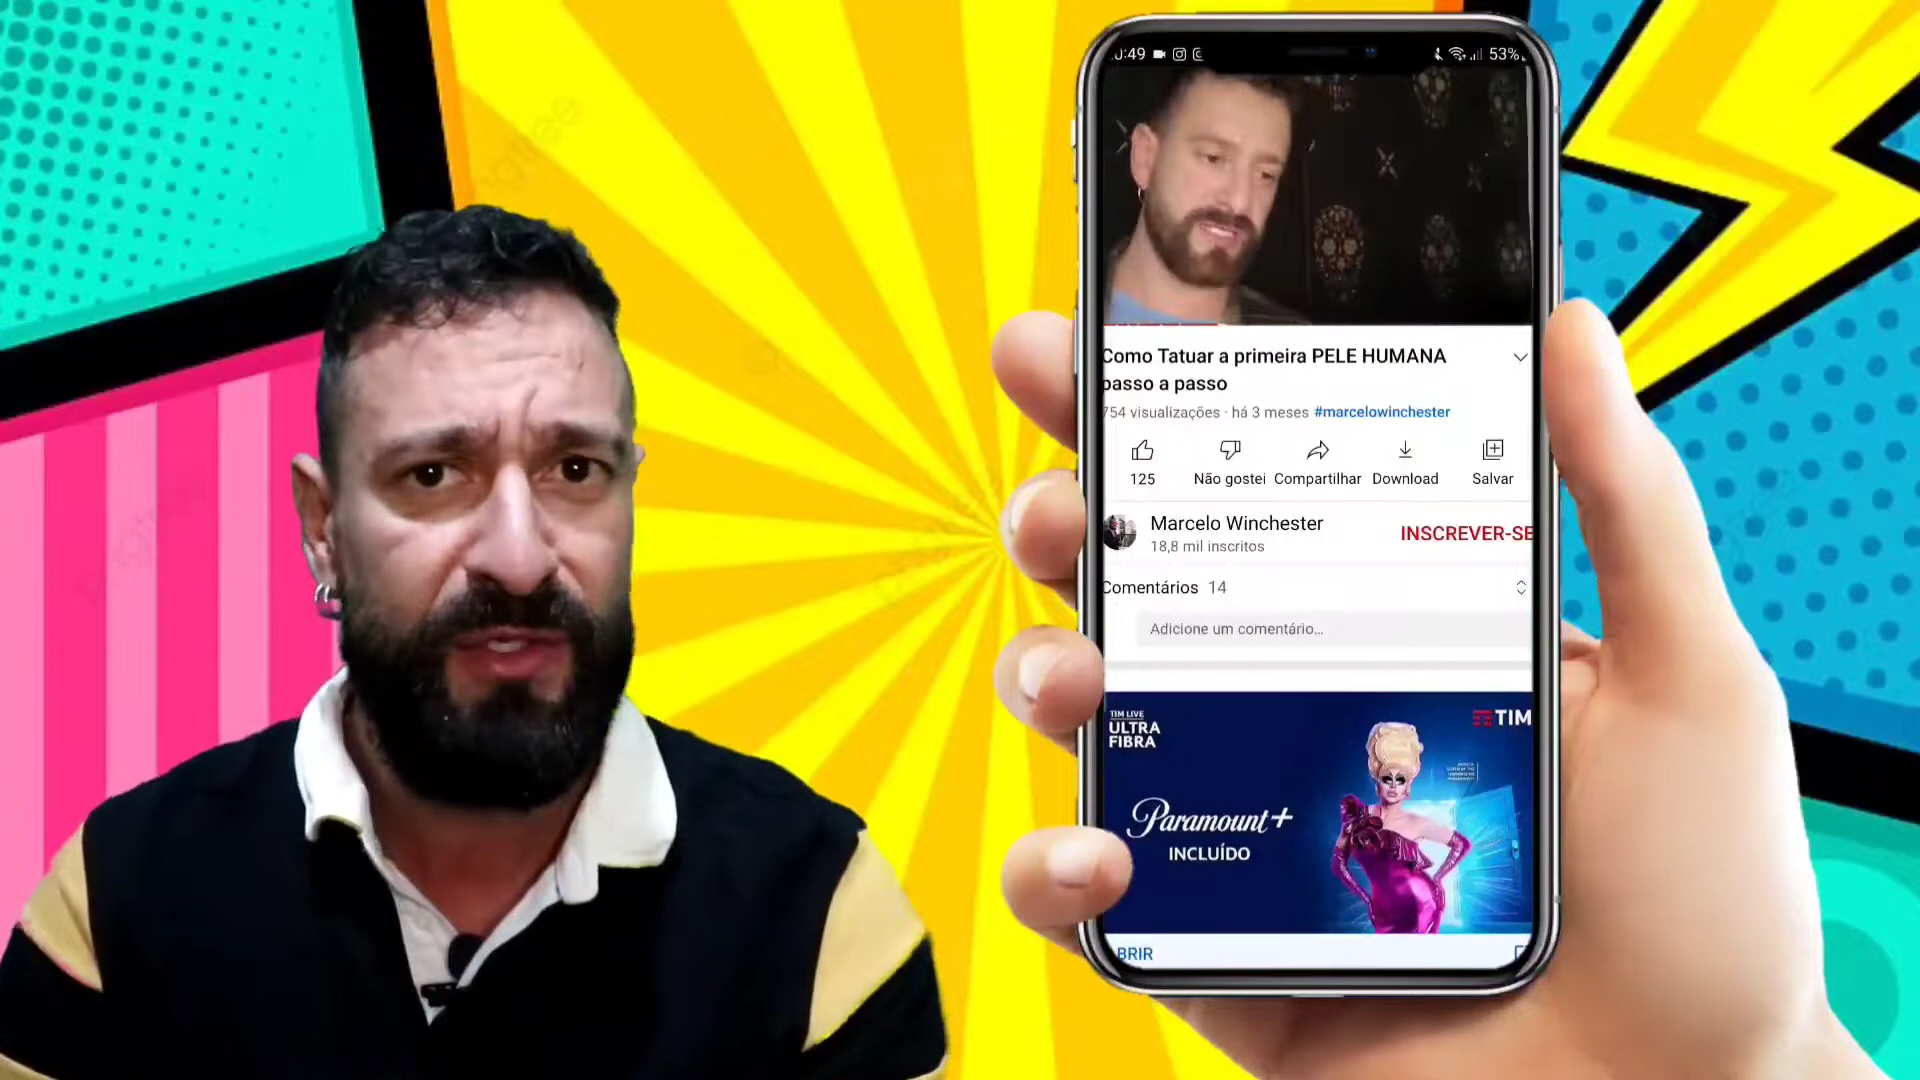 0:49
53%
Como Tatuar a primeira PELE HUMANA
passo a passo
754 visualizações · há 3 meses #marcelowinchester
125
Não gostei
Compartilhar
Download
Salvar
Marcelo Winchester
INSCREVER-SE
18,8 mil inscritos
Comentários 14
Adicione um comentário...
TIM LIVE
ULTRA
FIBRA
TIM
Paramount+
INCLUÍDO
BRIR